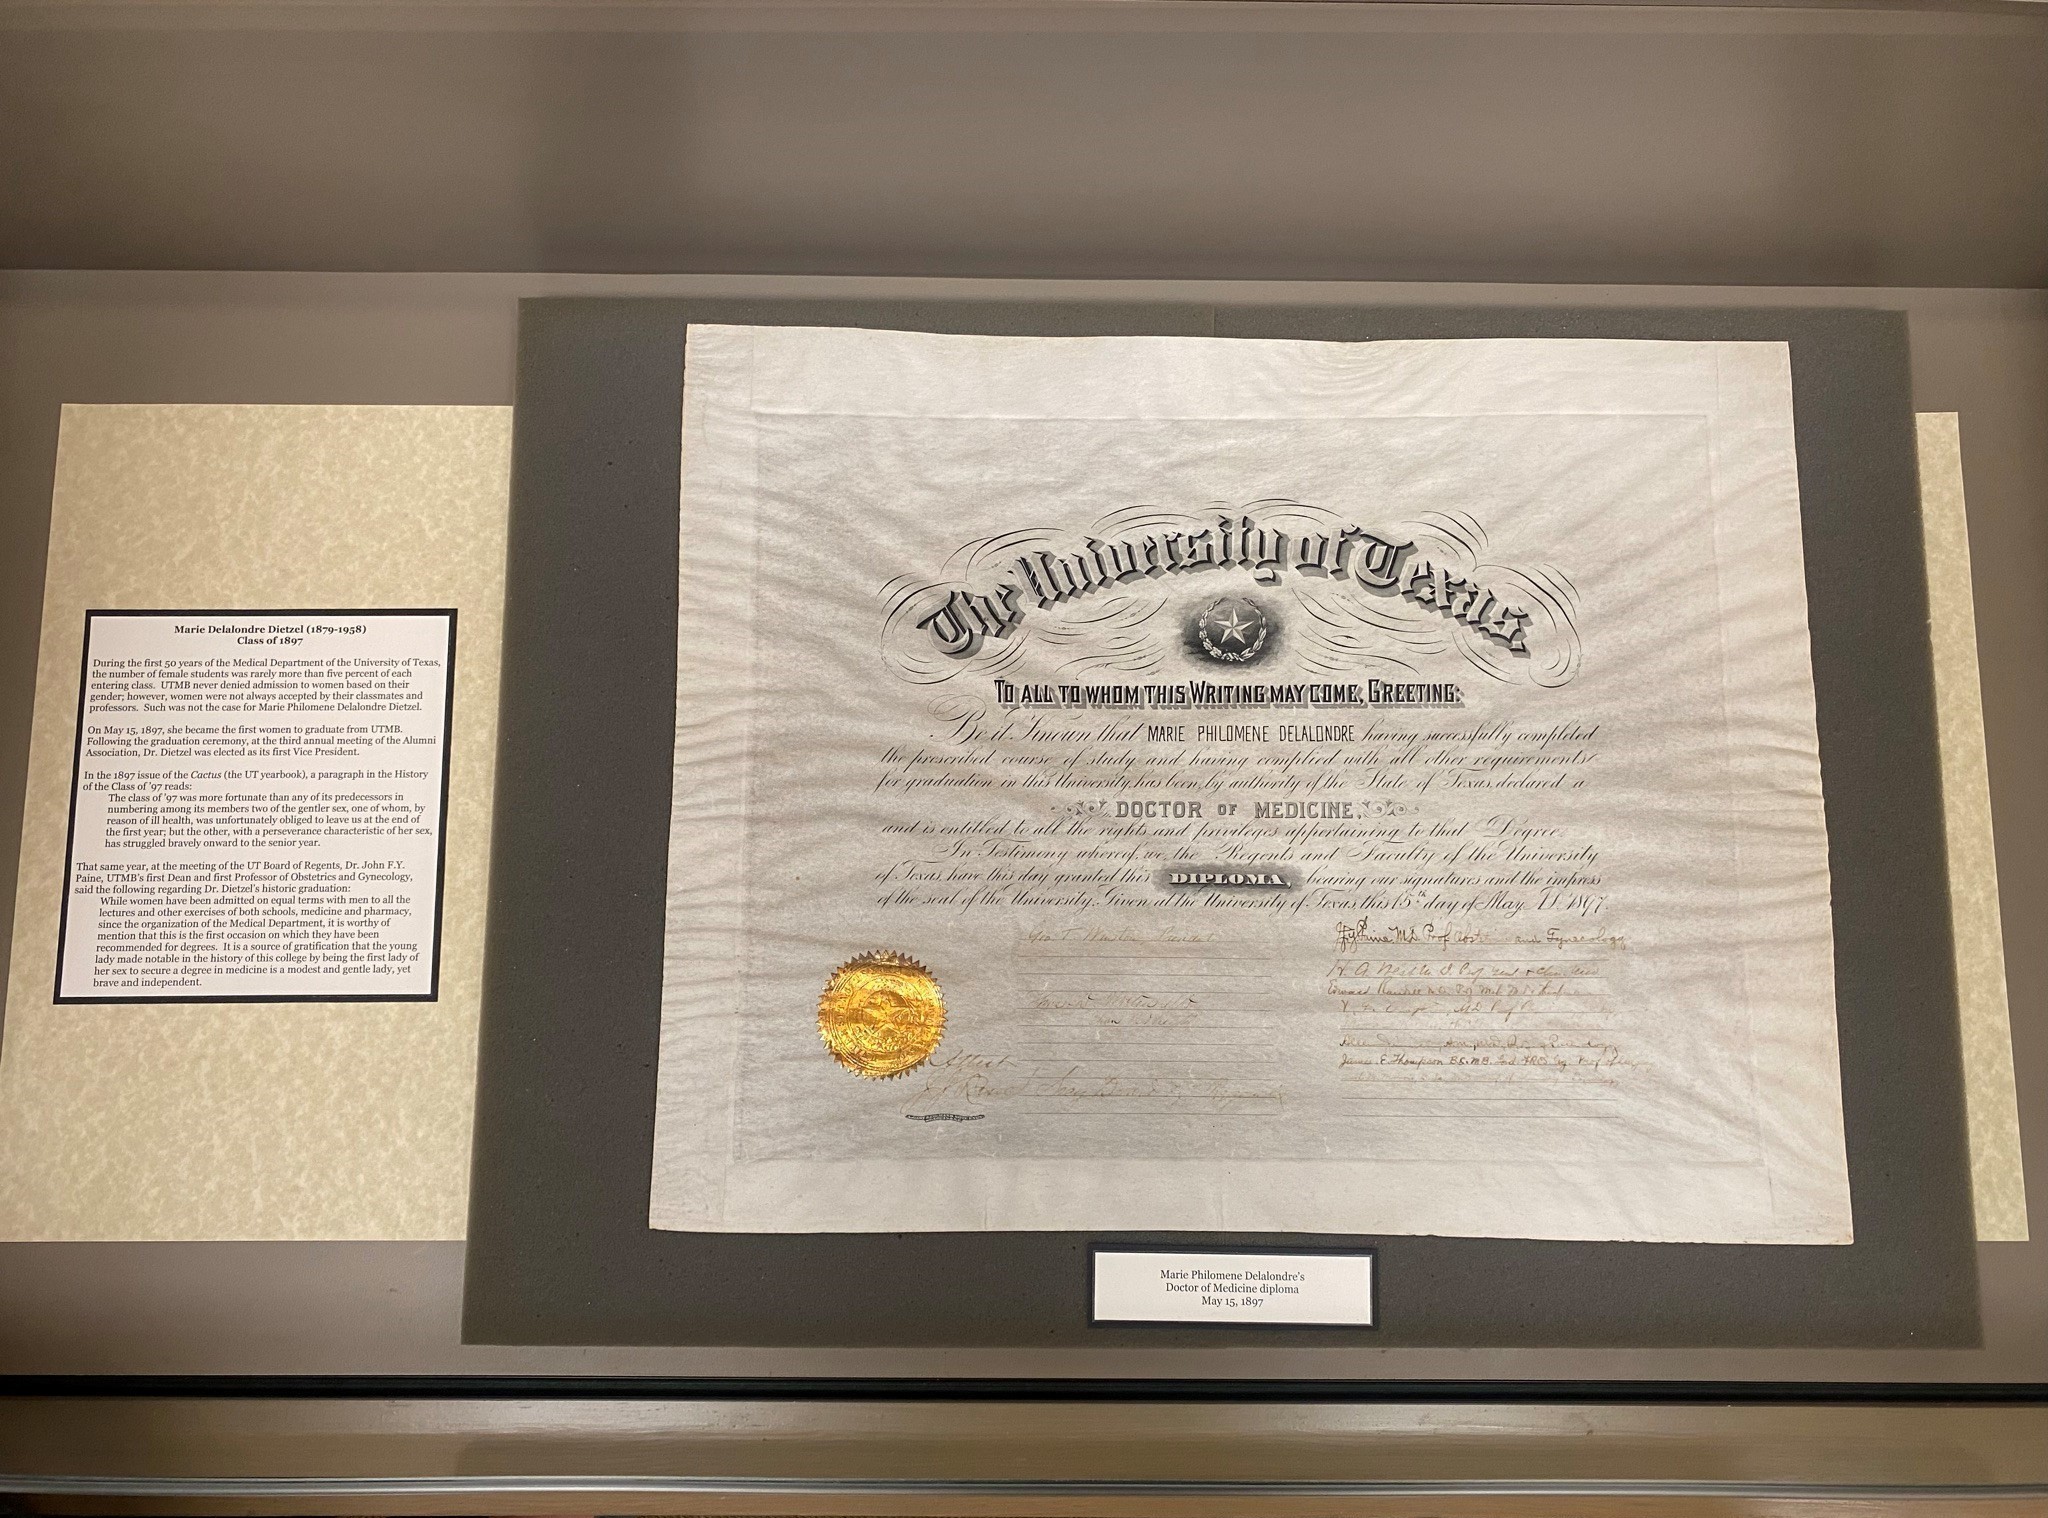 Marie Delalondre Dietzel (1879-1958)
Class of 1897
During the first 50 years of the Medical Department of the University of Texas,
the number of female students was rarely more than five percent of each
entering class. UTMB never denied admission to women based on their
gender; however, women were not always accepted by their classmates and
professors. Such was not the case for Marie Philomene Delalondre Dietzel.
On May 15, 1897, she became the first women to graduate from UTMB.
Following the graduation ceremony, at the third annual meeting of the Alumni
Association, Dr. Dietzel was elected as its first Vice President.
In the 1897 issue of the Cactus (the UT yearbook), a paragraph in the History
of the Class of '97 reads:
The class of '97 was more fortunate than any of its predecessors in
numbering among its members two of the gentler sex, one of whom, by
reason of ill health, was unfortunately obliged to leave us at the end of
the first year; but the other, with a perseverance characteristic of her sex,
has struggled bravely onward to the senior year.
That same year, at the meeting of the UT Board of Regents, Dr. John F.Y.
Paine, UTMB's first Dean and first Professor of Obstetrics and Gynecology,
said the following regarding Dr. Dietzel's historic graduation:
While women have been admitted on equal terms with men to all the
lectures and other exercises of both schools, medicine and pharmacy,
since the organization of the Medical Department, it is worthy of
mention that this is the first occasion on which they have been
recommended for degrees. It is a source of gratification that the young
lady made notable in the history of this college by being the first lady of
her sex to secure a degree in medicine is a modest and gentle lady, yet
brave and independent.
The University of Texas
TO ALL TO WHOM THIS WRITING MAY COME, GREETING:
Be it Known that MARIE PHILOMENE DELALONDRE having successfully completed
the prescribed course of study and having complied with all other requirements
for graduation in this University, has been, by authority of the State of Texas, declared a
DOCTOR OF MEDICINE,
and is entitled to all the rights and privileges appertaining to that Degree.
In Testimony whereof, we, the Regents and Faculty of the University
of Texas, have this day granted this DIPLOMA, bearing our signatures and the impress
of the seal of the University. Given at the University of Texas, this 15th day of May A.D. 1897.
Geo. T. Winston
J.F.Y. Paine M.D. Prof. and Gynecology
James E. Thompson B.S. M.B. F.R.C.S. Prof.
Attest
Marie Philomene Delalondre's
Doctor of Medicine diploma
May 15, 1897